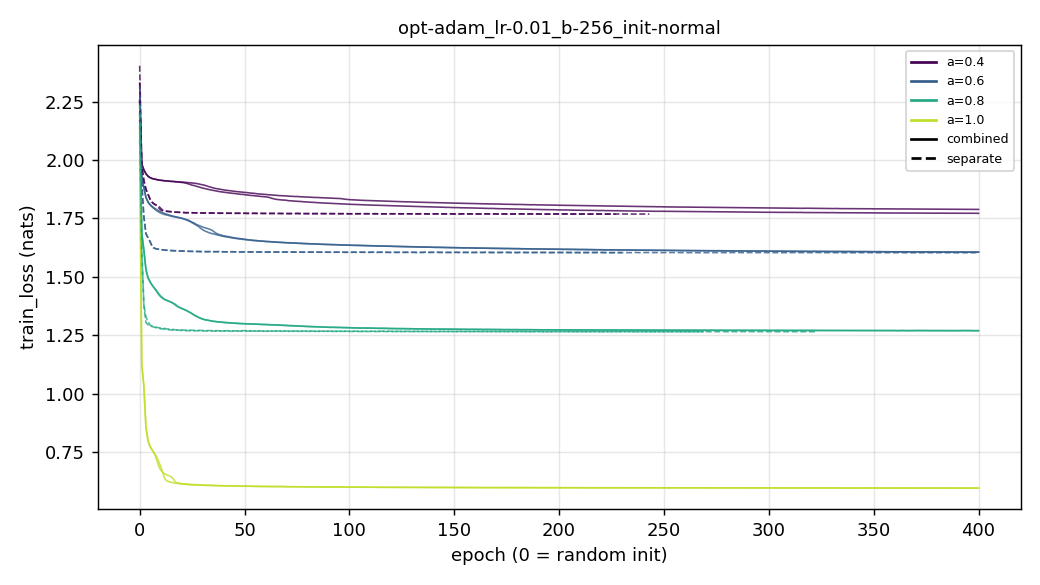 opt-adam_lr-0.01_b-256_init-normal
train_loss (nats)
2.25
2.00
1.75
1.50
1.25
1.00
0.75
a=0.4
a=0.6
a=0.8
a=1.0
combined
separate
0 50 100 150 200 250 300 350 400
epoch (0 = random init)